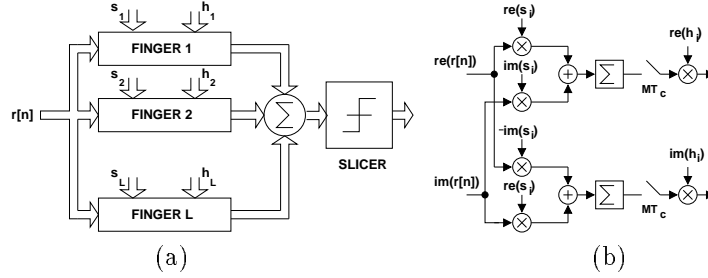 s1 h1
FINGER 1
s2 h2
r[n] FINGER 2 Σ
SLICER
sL hL
FINGER L
(a)
re(si)
re(hi)
re(r[n]) im(si)
× + Σ ×
× MTc
-im(si)
im(hi)
im(r[n]) re(si)
× + Σ ×
× MTc
(b)